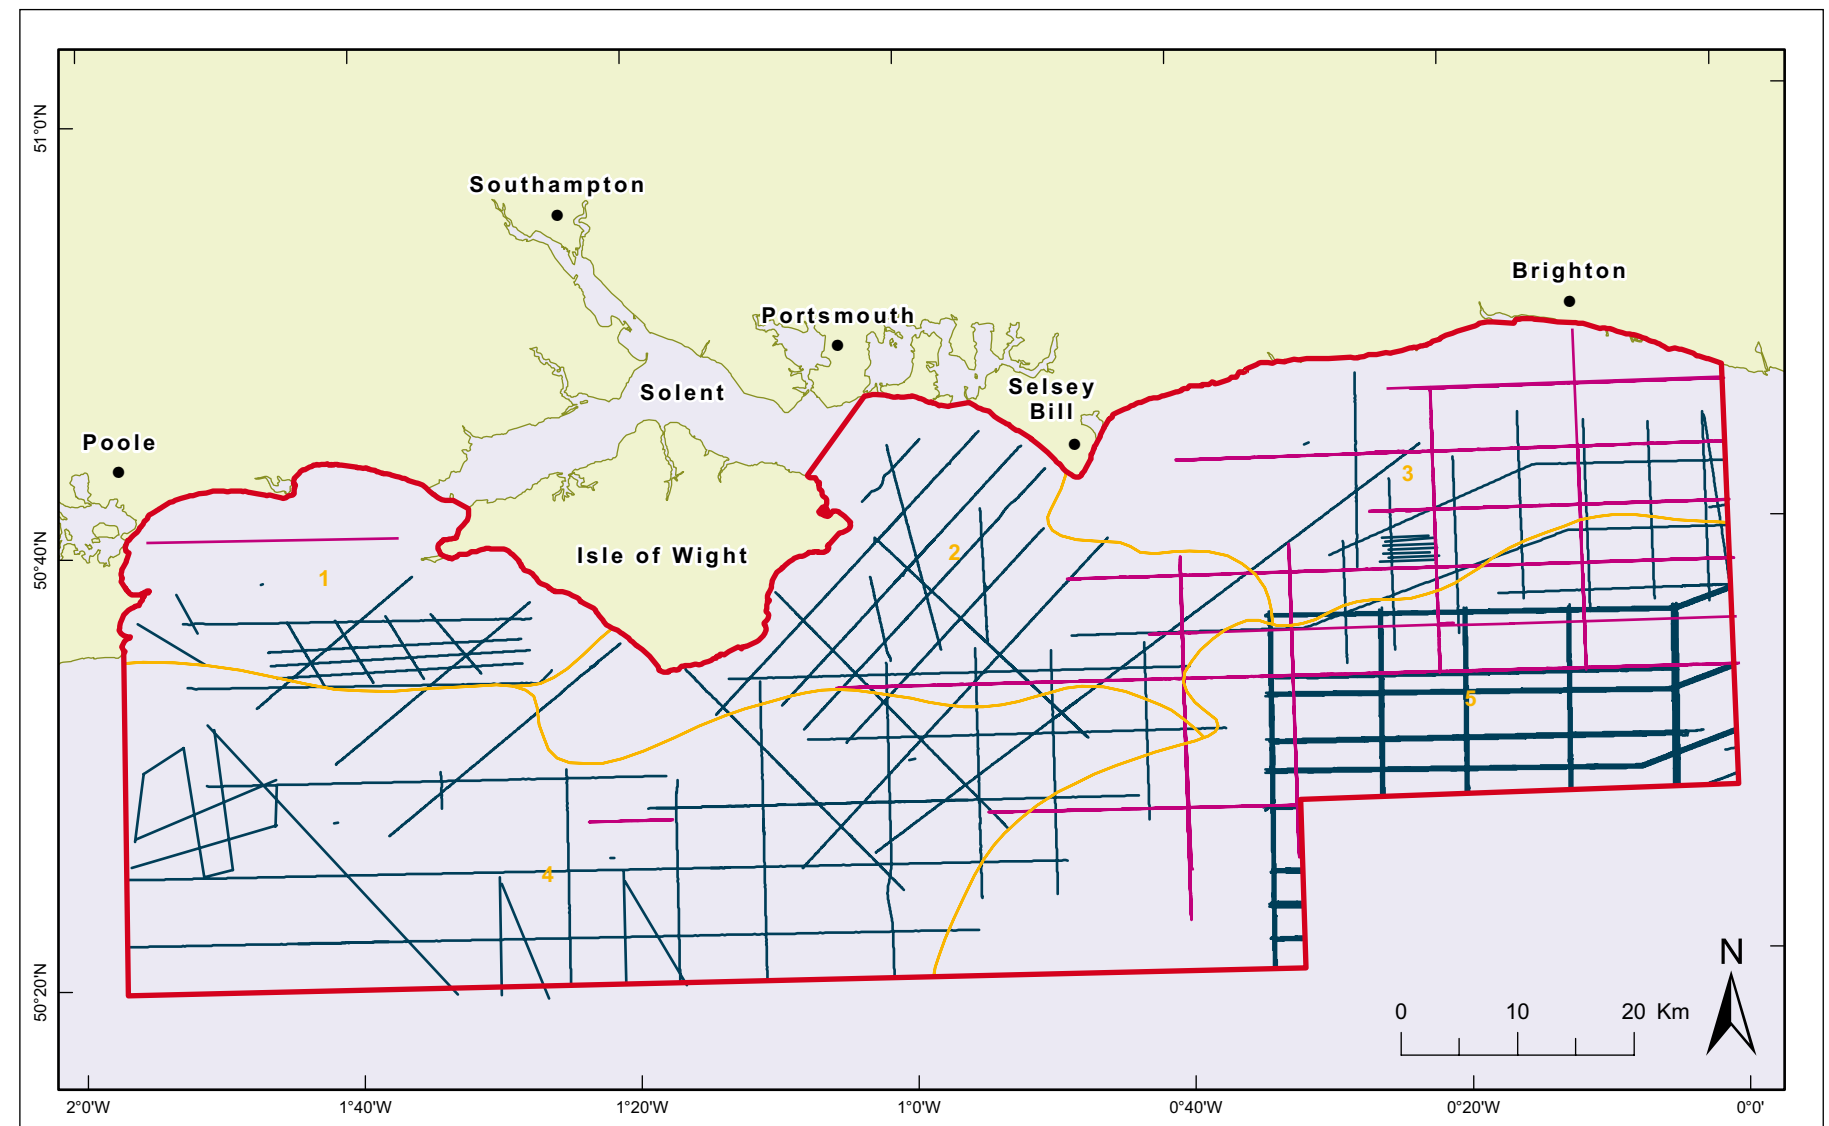 51°0'N
Southampton
Brighton
Portsmouth
Solent
Selsey
Bill
Poole
3
50°40'N
Isle of Wight
2
1
5
4
N
50°20'N
0 10 20 Km
2°0'W 1°40'W 1°20'W 1°0'W 0°40'W 0°20'W 0°0'